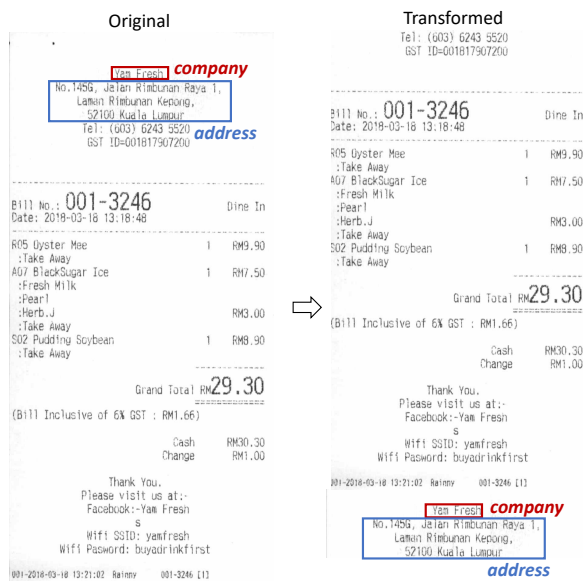 Original
Yam Fresh company
No.145G, Jalan Rimbunan Raya 1,
Laman Rimbunan Kepong,
52100 Kuala Lumpur
Tel: (603) 6243 5520 address
GST ID=001817907200
Bill No.: 001-3246 Dine In
Date: 2018-03-18 13:18:48
R05 Oyster Mee 1 RM9.90
:Take Away
A07 BlackSugar Ice 1 RM7.50
:Fresh Milk
:Pearl
:Herb.J RM3.00
:Take Away
S02 Pudding Soybean 1 RM8.90
:Take Away
Grand Total RM29.30
(Bill Inclusive of 6% GST : RM1.66)
Cash RM30.30
Change RM1.00
Thank You.
Please visit us at:-
Facebook:-Yam Fresh
s
Wifi SSID: yamfresh
Wifi Pasword: buyadrinkfirst
001-2018-03-18 13:21:02 Rainny 001-3246 [1]
Transformed
Tel: (603) 6243 5520
GST ID=001817907200
Bill No.: 001-3246 Dine In
Date: 2018-03-18 13:18:48
R05 Oyster Mee 1 RM9.90
:Take Away
A07 BlackSugar Ice 1 RM7.50
:Fresh Milk
:Pearl
:Herb.J RM3.00
:Take Away
S02 Pudding Soybean 1 RM8.90
:Take Away
Grand Total RM29.30
(Bill Inclusive of 6% GST : RM1.66)
Cash RM30.30
Change RM1.00
Thank You.
Please visit us at:-
Facebook:-Yam Fresh
s
Wifi SSID: yamfresh
Wifi Pasword: buyadrinkfirst
001-2018-03-18 13:21:02 Rainny 001-3246 [1]
Yam Fresh company
No.145G, Jalan Rimbunan Raya 1,
Laman Rimbunan Kepong,
52100 Kuala Lumpur
address